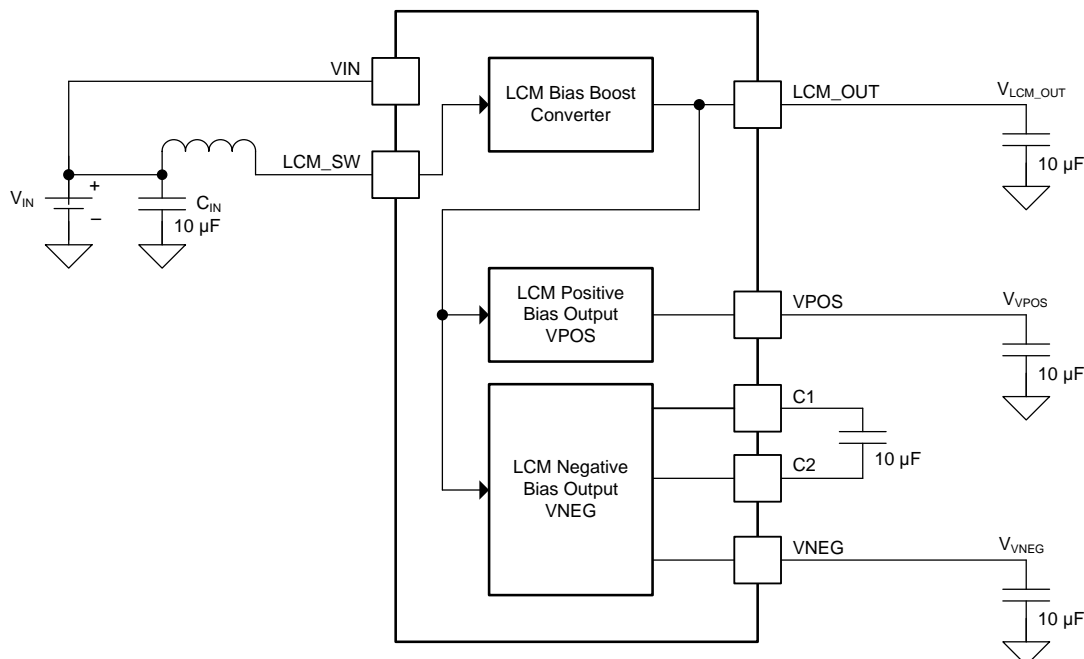 VIN
LCM_SW
V_IN
+
–
C_IN
10 µF
LCM Bias Boost
Converter
LCM_OUT
V_LCM_OUT
10 µF
LCM Positive
Bias Output
VPOS
VPOS
V_VPOS
10 µF
LCM Negative
Bias Output
VNEG
C1
C2
10 µF
VNEG
V_VNEG
10 µF